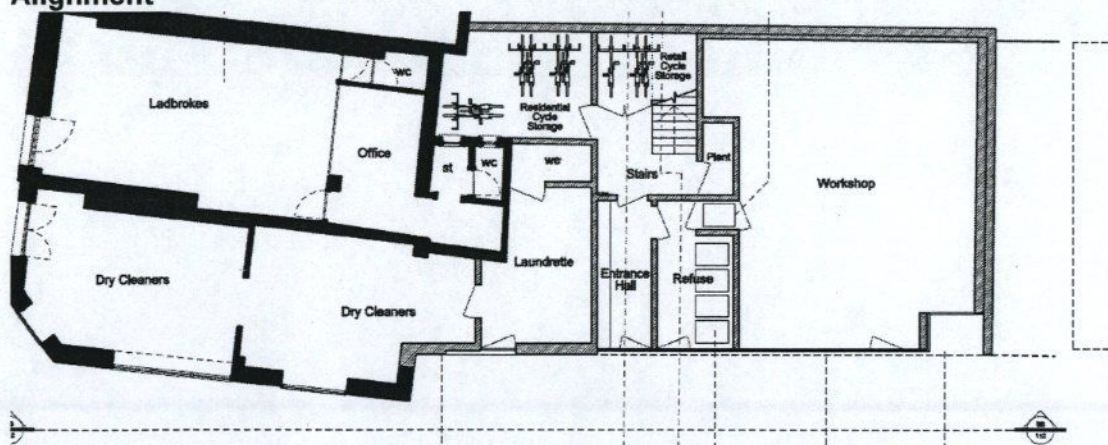 Alignment
Ladbrokes
wc
Office
Residential
Cycle
Storage
Retail
Cycle
Storage
st
wc
wc
Stairs
Plant
Workshop
Dry Cleaners
Dry Cleaners
Laundrette
Entrance
Hall
Refuse